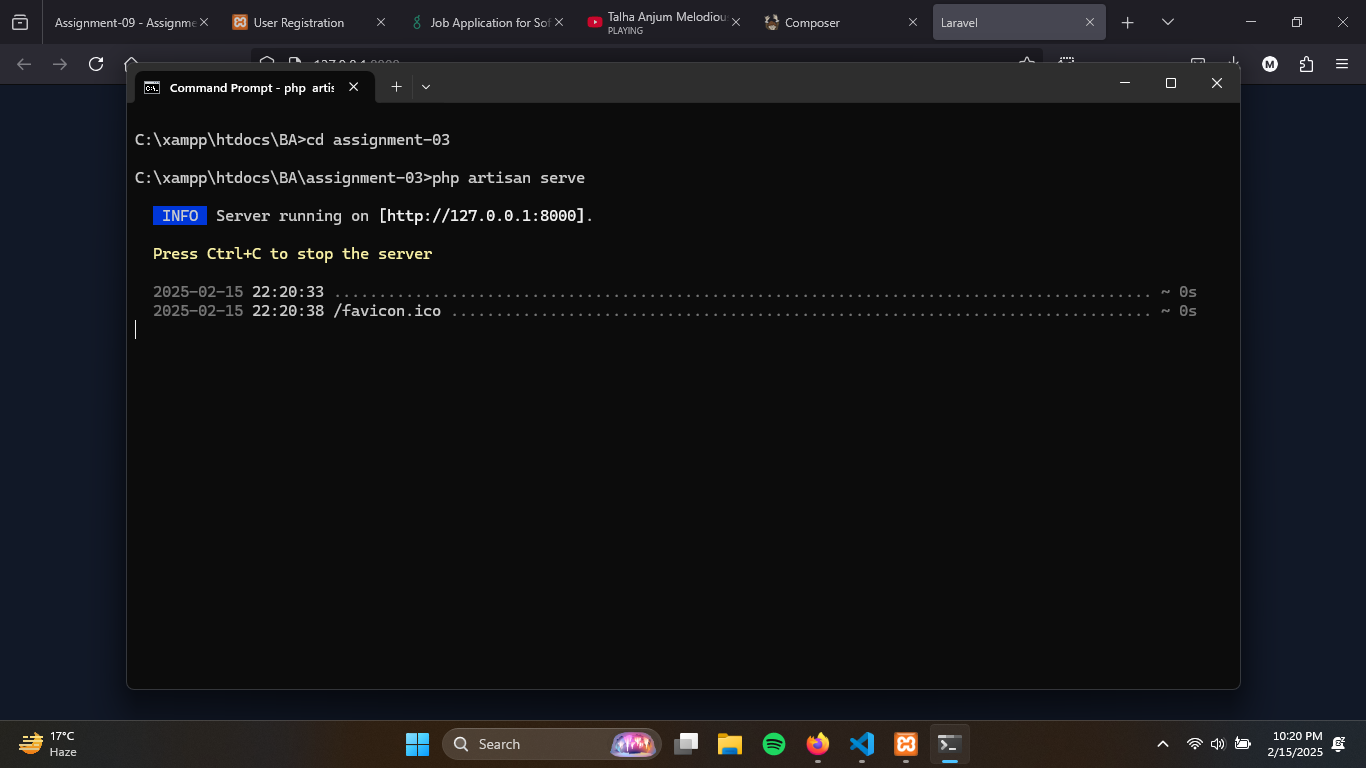 Assignment-09 - Assignme
User Registration
Job Application for Sof
Talha Anjum Melodiou
PLAYING
Composer
Laravel
127.0.0.1:8000
M
Command Prompt - php artis
C:\xampp\htdocs\BA>cd assignment-03
C:\xampp\htdocs\BA\assignment-03>php artisan serve
INFO Server running on [http://127.0.0.1:8000].
Press Ctrl+C to stop the server
2025-02-15 22:20:33 ........................................................................................... ~ 0s
2025-02-15 22:20:38 /favicon.ico .............................................................................. ~ 0s
17°C
Haze
Search
10:20 PM
2/15/2025